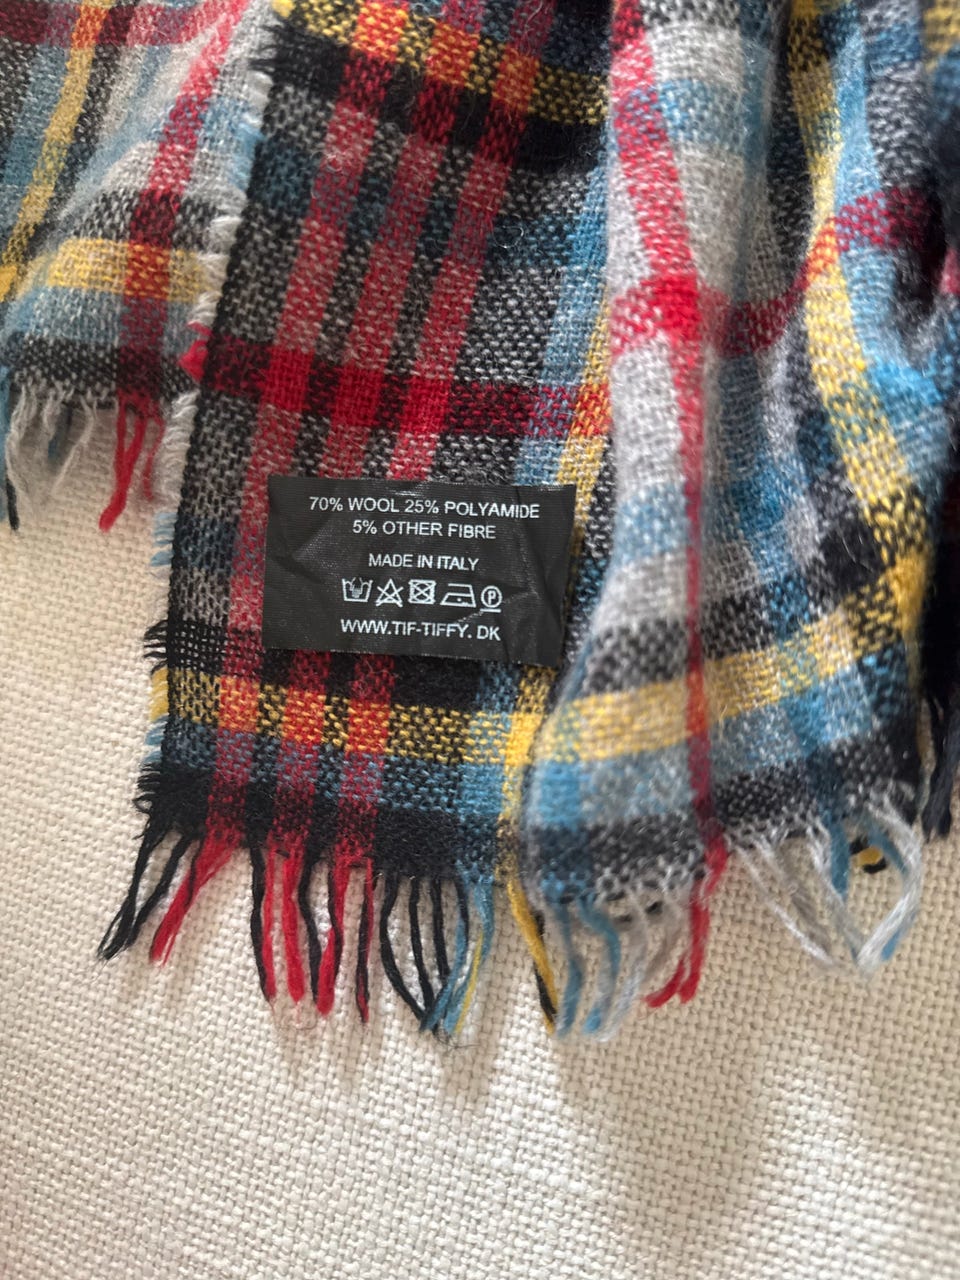 70% WOOL 25% POLYAMIDE
5% OTHER FIBRE
MADE IN ITALY
P
WWW.TIF-TIFFY. DK